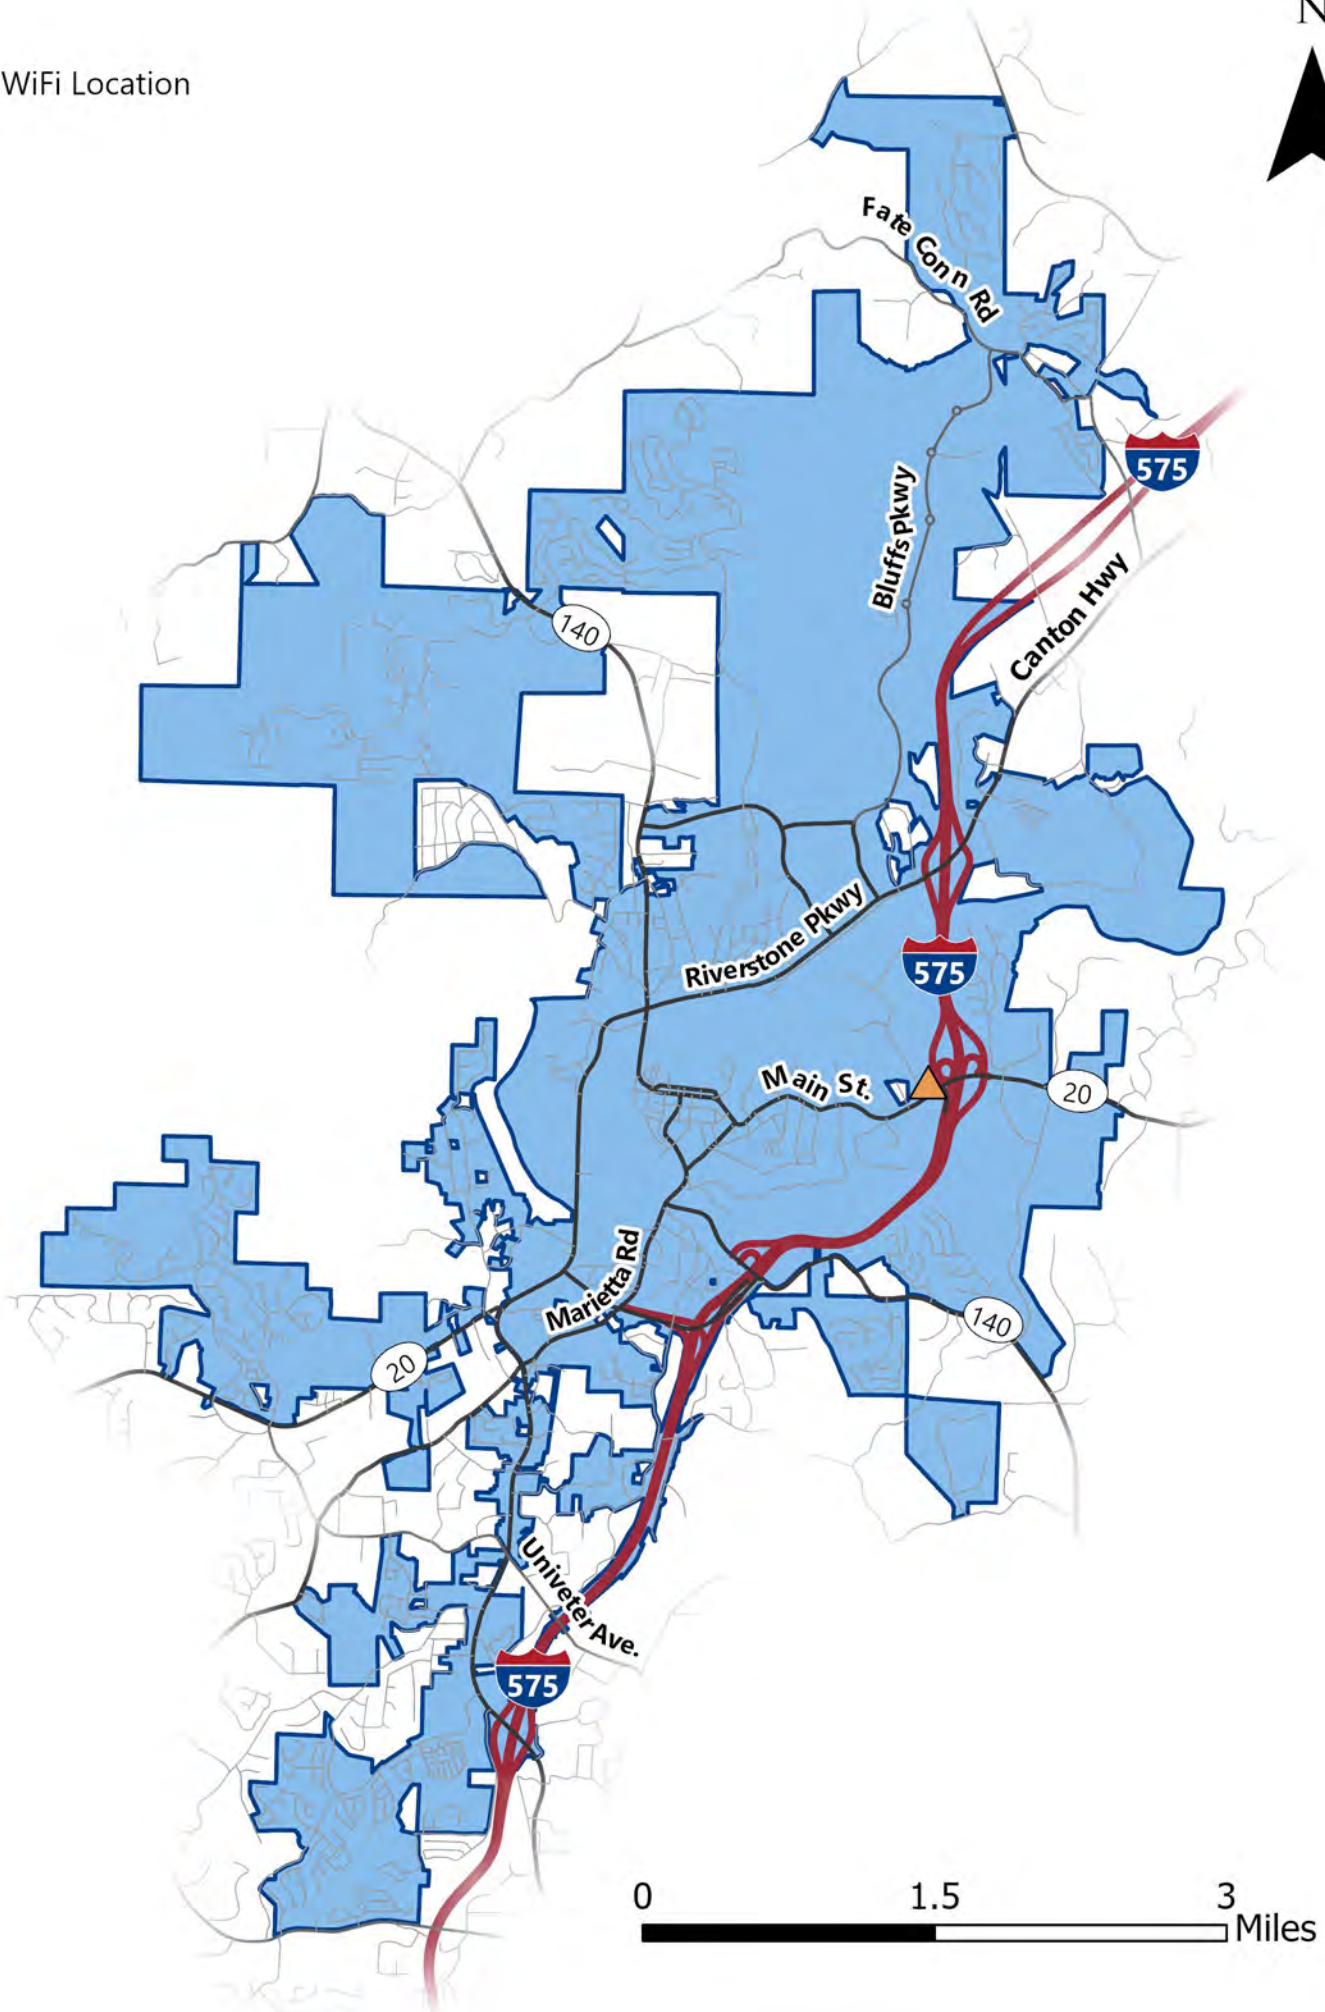 N
WiFi Location
Fate Conn Rd
575
Bluffs Pkwy
Canton Hwy
140
Riverstone Pkwy
575
Main St.
20
Marietta Rd
140
20
Univeter Ave.
575
0 1.5 3
Miles